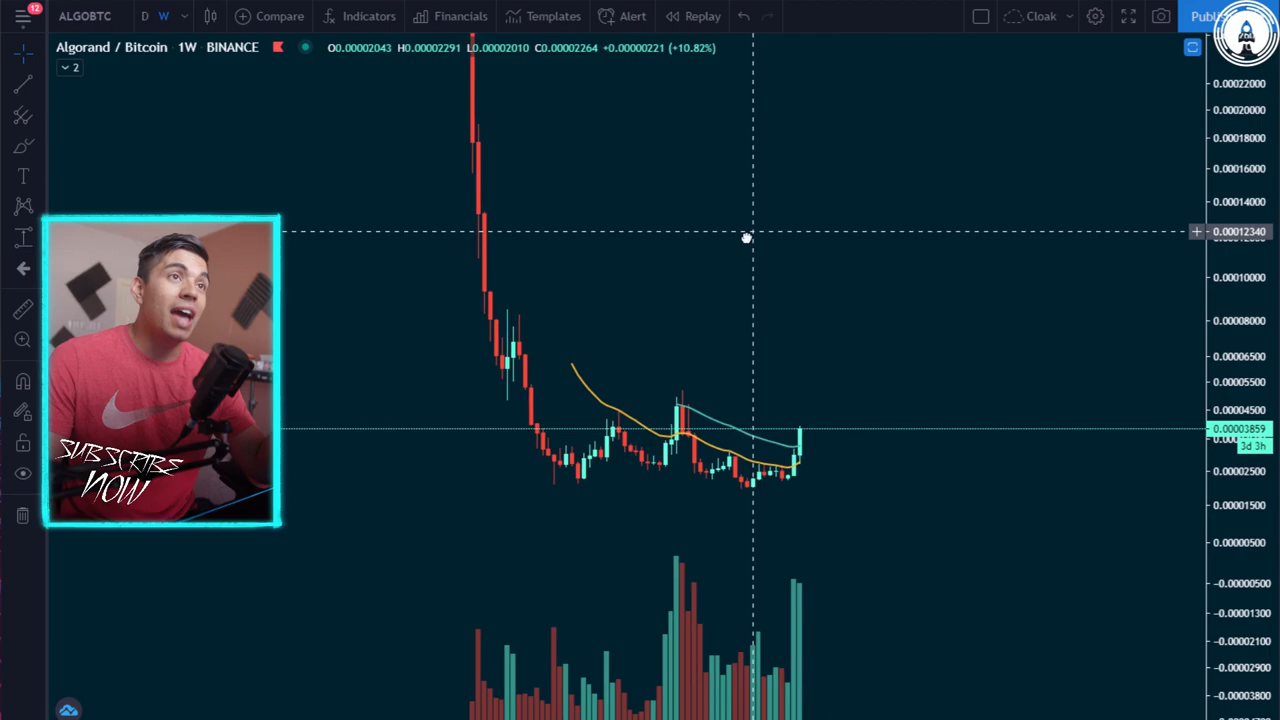 12
ALGOBTC
D W
Compare
Indicators
Financials
Templates
Alert
Replay
Cloak
Algorand / Bitcoin 1W BINANCE
O0.00002043 H0.00002291 L0.00002010 C0.00002264 +0.00000221 (+10.82%)
2
0.00022000
0.00020000
0.00018000
0.00016000
0.00014000
0.00012340
0.00010000
0.00008000
0.00006500
0.00005500
0.00004500
0.00003859
3d 3h
0.00002500
0.00001500
0.00000500
−0.00000500
−0.00001300
−0.00002100
−0.00002900
−0.00003800
SUBSCRIBE
NOW